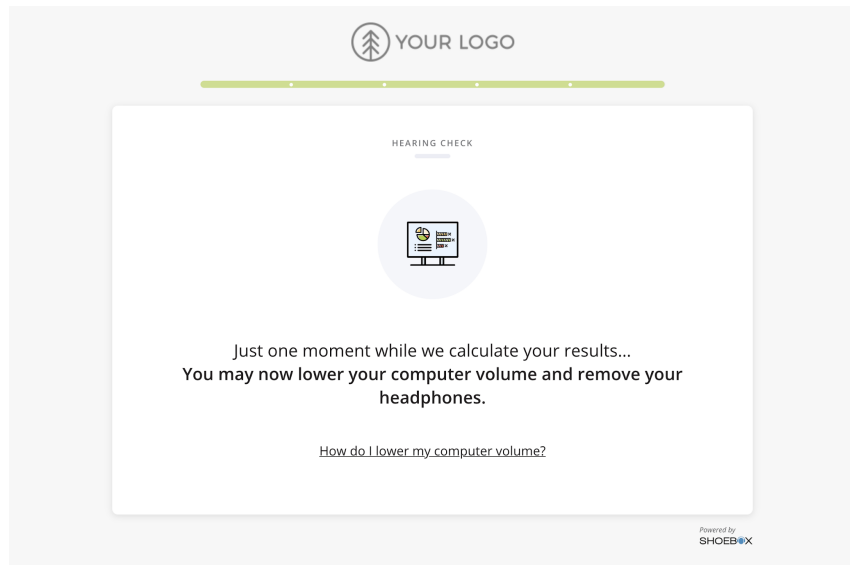 YOUR LOGO
HEARING CHECK
Just one moment while we calculate your results...
You may now lower your computer volume and remove your
headphones.
How do I lower my computer volume?
Powered by
SHOEBOX